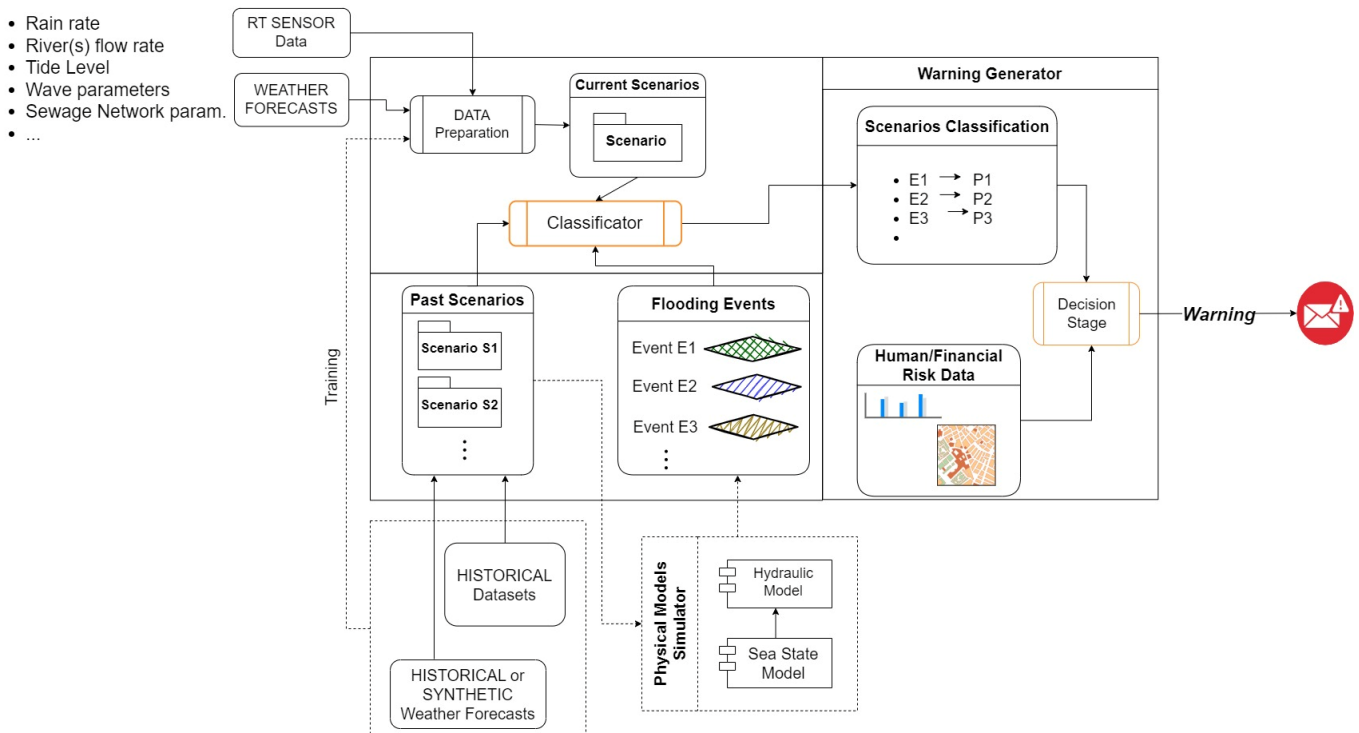 • Rain rate
• River(s) flow rate
• Tide Level
• Wave parameters
• Sewage Network param.
• ...
RT SENSOR
Data
WEATHER
FORECASTS
DATA
Preparation
Current Scenarios
Scenario
Classificator
Past Scenarios
Scenario S1
Scenario S2
Flooding Events
Event E1
Event E2
Event E3
Training
HISTORICAL
Datasets
HISTORICAL or
SYNTHETIC
Weather Forecasts
Physical Models
Simulator
Hydraulic
Model
Sea State
Model
Warning Generator
Scenarios Classification
• E1 → P1
• E2 → P2
• E3 → P3
•
Human/Financial
Risk Data
Decision
Stage
Warning